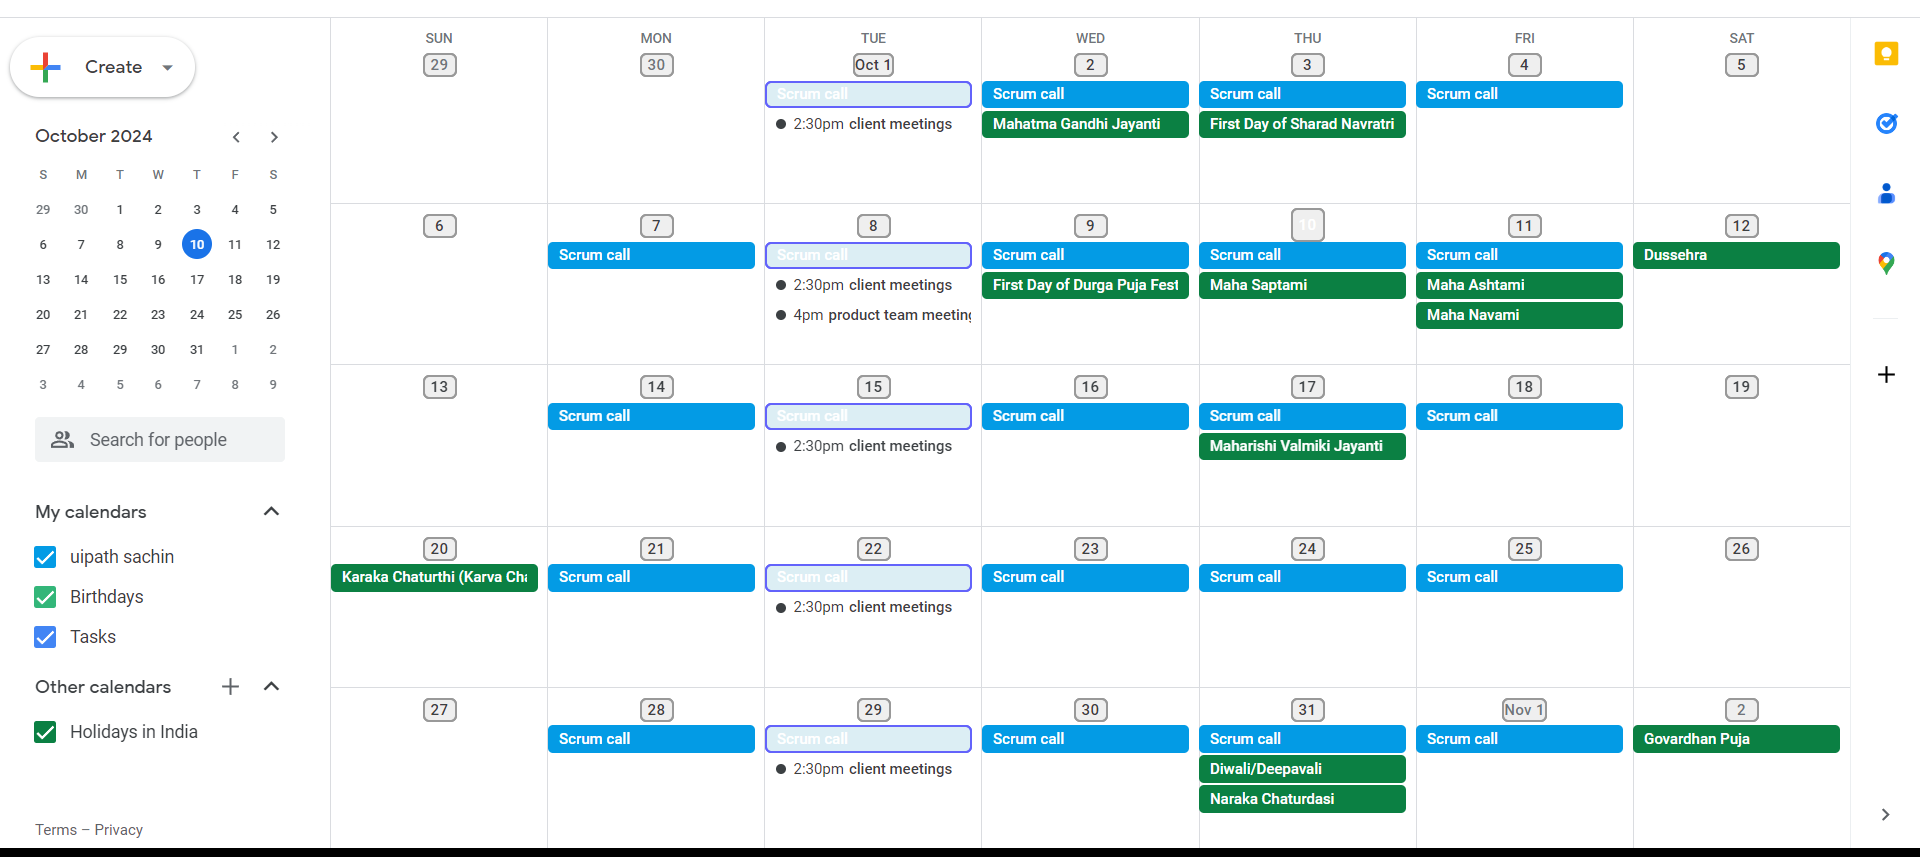 Create
October 2024
S M T W T F S
29 30 1 2 3 4 5
6 7 8 9 10 11 12
13 14 15 16 17 18 19
20 21 22 23 24 25 26
27 28 29 30 31 1 2
3 4 5 6 7 8 9
Search for people
My calendars
uipath sachin
Birthdays
Tasks
Other calendars
Holidays in India
Terms – Privacy
SUN MON TUE WED THU FRI SAT
29 30 Oct 1 2 3 4 5
Scrum call Scrum call Scrum call Scrum call
2:30pm client meetings Mahatma Gandhi Jayanti First Day of Sharad Navratri
6 7 8 9 10 11 12
Scrum call Scrum call Scrum call Scrum call Scrum call Dussehra
2:30pm client meetings First Day of Durga Puja Fest Maha Saptami Maha Ashtami
4pm product team meeting Maha Navami
13 14 15 16 17 18 19
Scrum call Scrum call Scrum call Scrum call Scrum call
2:30pm client meetings Maharishi Valmiki Jayanti
20 21 22 23 24 25 26
Karaka Chaturthi (Karva Cha Scrum call Scrum call Scrum call Scrum call Scrum call
2:30pm client meetings
27 28 29 30 31 Nov 1 2
Scrum call Scrum call Scrum call Scrum call Scrum call Govardhan Puja
2:30pm client meetings Diwali/Deepavali
Naraka Chaturdasi